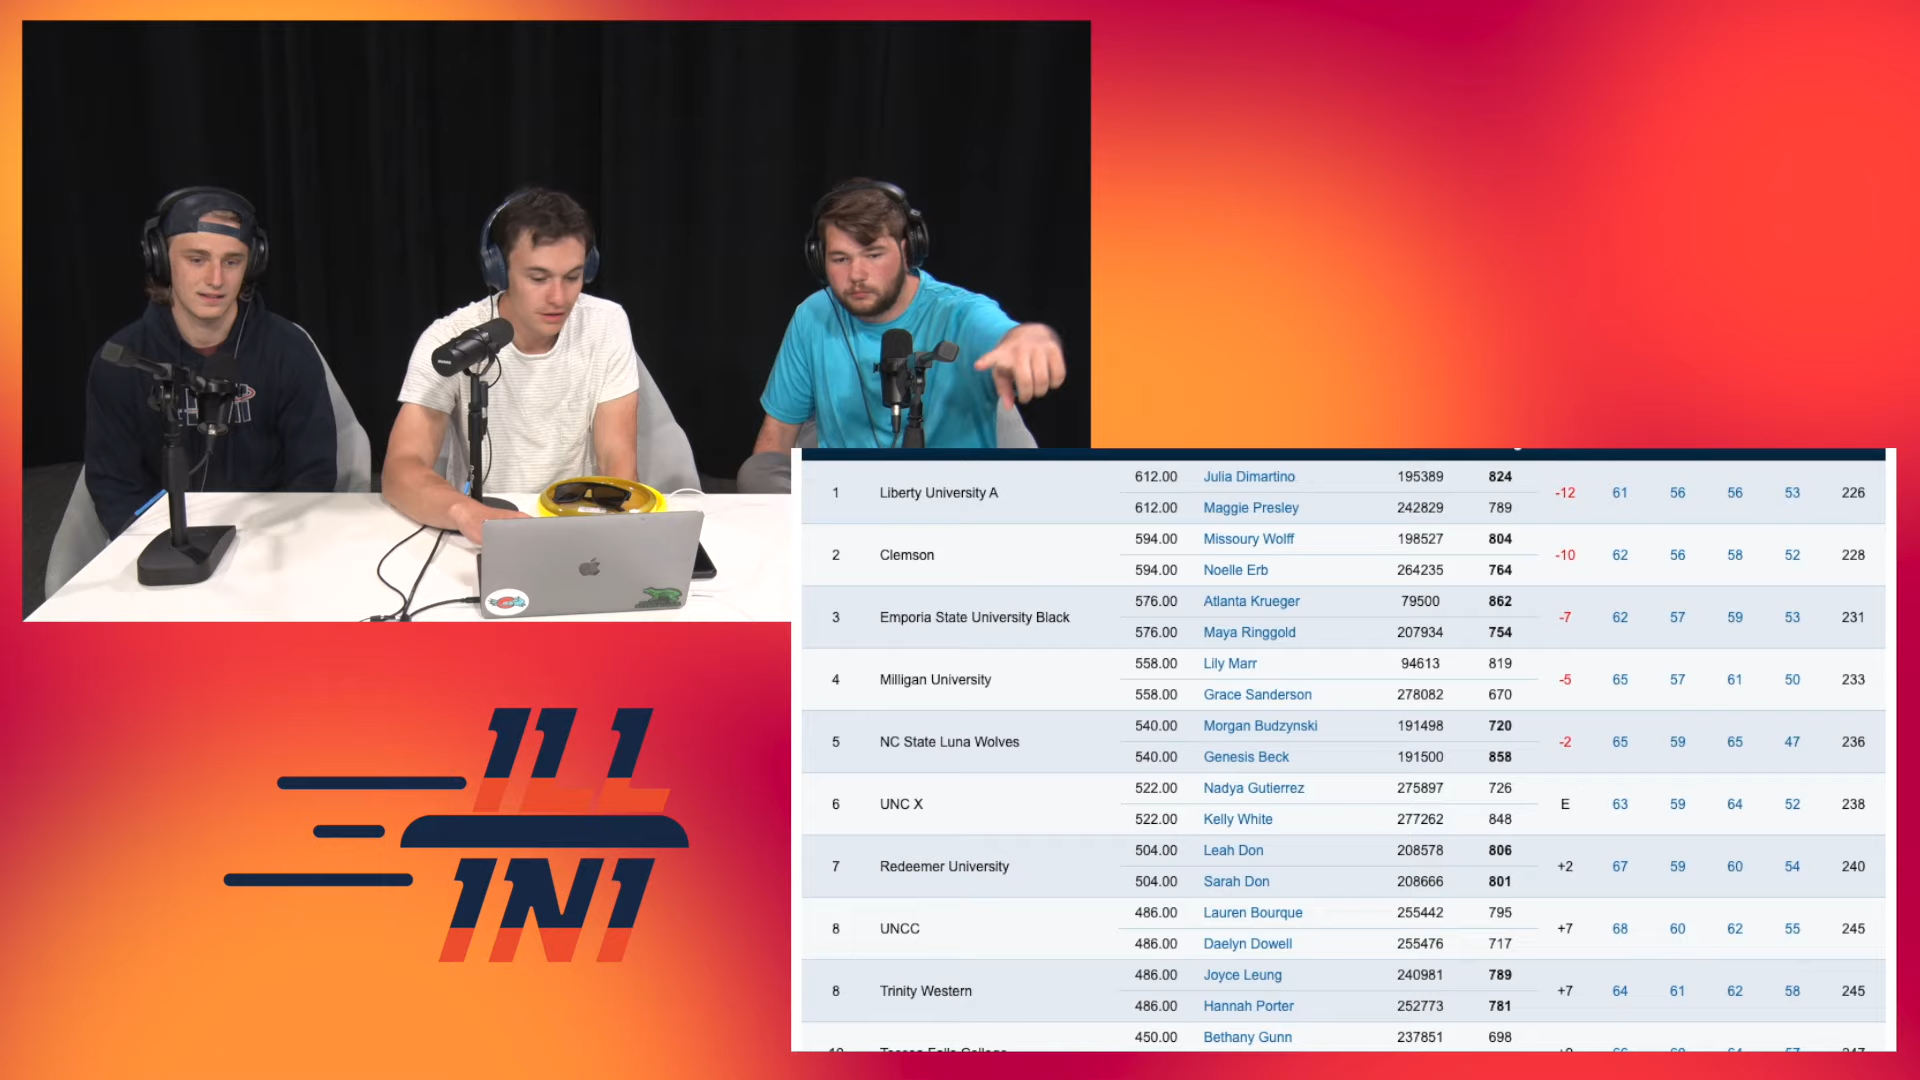 ILL
INI
1 Liberty University A 612.00 Julia Dimartino 195389 824 -12 61 56 56 53 226
612.00 Maggie Presley 242829 789
2 Clemson 594.00 Missoury Wolff 198527 804 -10 62 56 58 52 228
594.00 Noelle Erb 264235 764
3 Emporia State University Black 576.00 Atlanta Krueger 79500 862 -7 62 57 59 53 231
576.00 Maya Ringgold 207934 754
4 Milligan University 558.00 Lily Marr 94613 819 -5 65 57 61 50 233
558.00 Grace Sanderson 278082 670
5 NC State Luna Wolves 540.00 Morgan Budzynski 191498 720 -2 65 59 65 47 236
540.00 Genesis Beck 191500 858
6 UNC X 522.00 Nadya Gutierrez 275897 726 E 63 59 64 52 238
522.00 Kelly White 277262 848
7 Redeemer University 504.00 Leah Don 208578 806 +2 67 59 60 54 240
504.00 Sarah Don 208666 801
8 UNCC 486.00 Lauren Bourque 255442 795 +7 68 60 62 55 245
486.00 Daelyn Dowell 255476 717
8 Trinity Western 486.00 Joyce Leung 240981 789 +7 64 61 62 58 245
486.00 Hannah Porter 252773 781
450.00 Bethany Gunn 237851 698